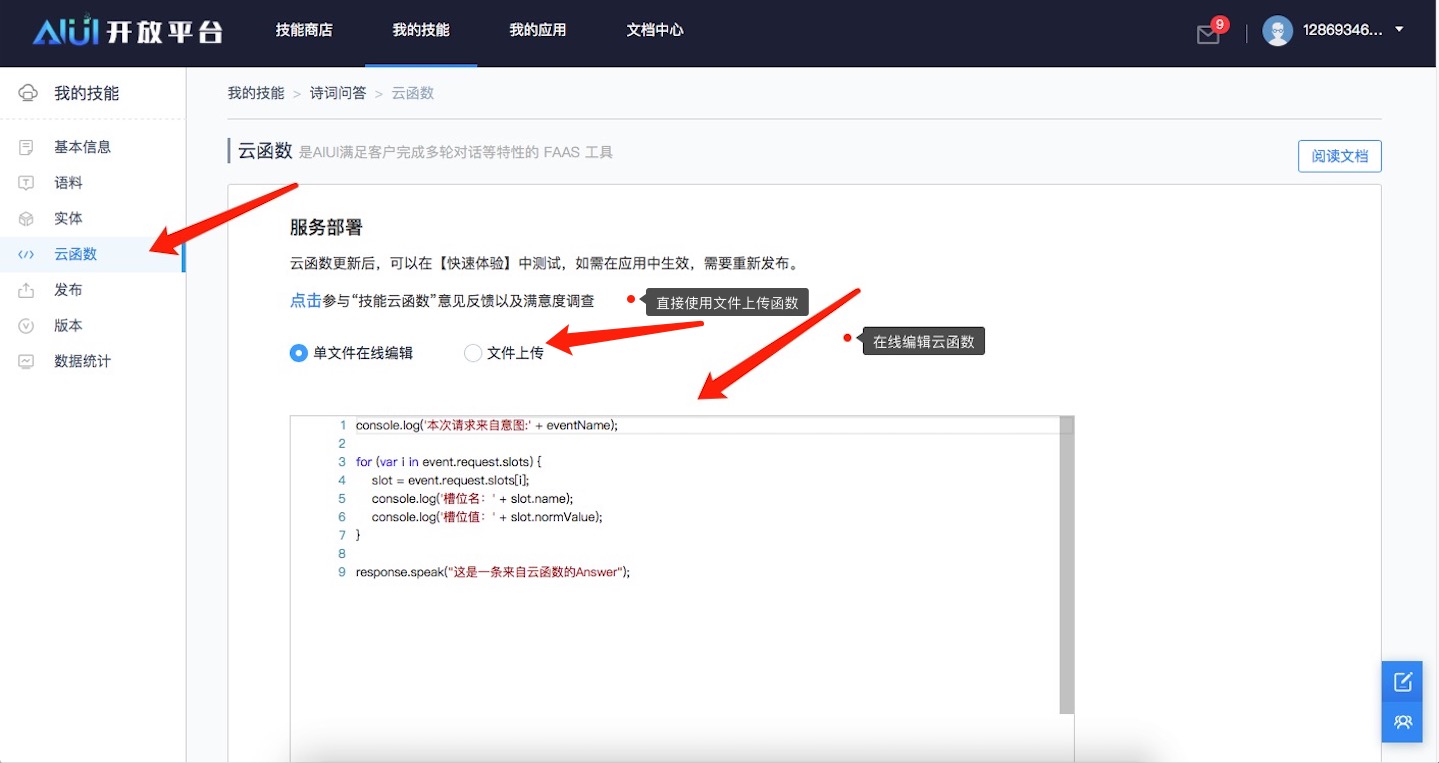 AIUI 开放平台
技能商店
我的技能
我的应用
文档中心
9
12869346...
我的技能
基本信息
语料
实体
云函数
发布
版本
数据统计
我的技能 > 诗词问答 > 云函数
云函数 是AIUI满足客户完成多轮对话等特性的 FAAS 工具
阅读文档
服务部署
云函数更新后，可以在【快速体验】中测试，如需在应用中生效，需要重新发布。
点击参与“技能云函数”意见反馈以及满意度调查
直接使用文件上传函数
在线编辑云函数
单文件在线编辑
文件上传
1 console.log('本次请求来自意图:' + eventName);
2
3 for (var i in event.request.slots) {
4 slot = event.request.slots[i];
5 console.log('槽位名：' + slot.name);
6 console.log('槽位值：' + slot.normValue);
7 }
8
9 response.speak("这是一条来自云函数的Answer");